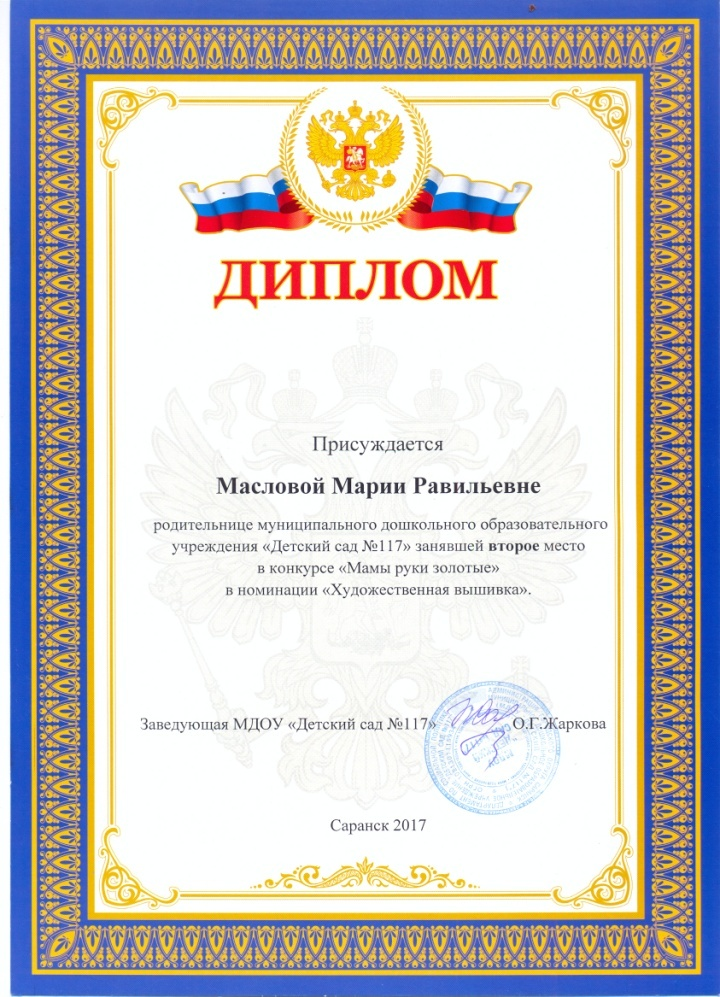 ДИПЛОМ
Присуждается
Масловой Марии Равильевне
родительнице муниципального дошкольного образовательного
учреждения «Детский сад №117» занявшей второе место
в конкурсе «Мамы руки золотые»
в номинации «Художественная вышивка».
Заведующая МДОУ «Детский сад №117» О.Г.Жаркова
Саранск 2017